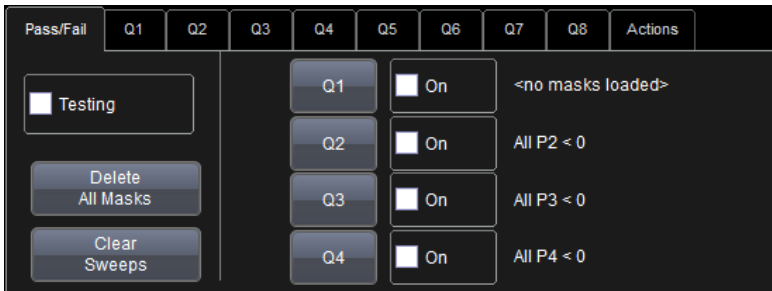 Pass/Fail Q1 Q2 Q3 Q4 Q5 Q6 Q7 Q8 Actions
Testing
Delete
All Masks
Clear
Sweeps
Q1 On <no masks loaded>
Q2 On All P2 < 0
Q3 On All P3 < 0
Q4 On All P4 < 0